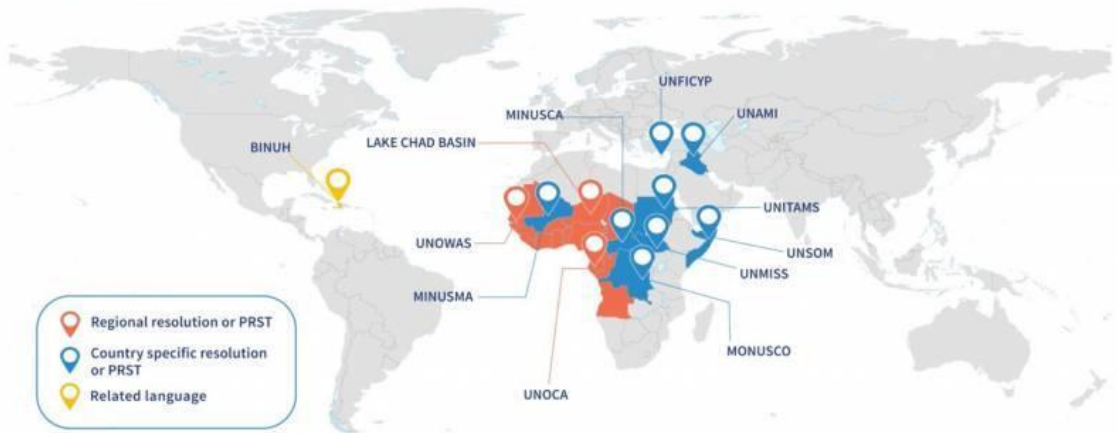 UNFICYP
MINUSCA
UNAMI
BINUH
LAKE CHAD BASIN
UNITAMS
UNOWAS
UNSOM
UNMISS
MINUSMA
MONUSCO
UNOCA
Regional resolution or PRST
Country specific resolution
or PRST
Related language